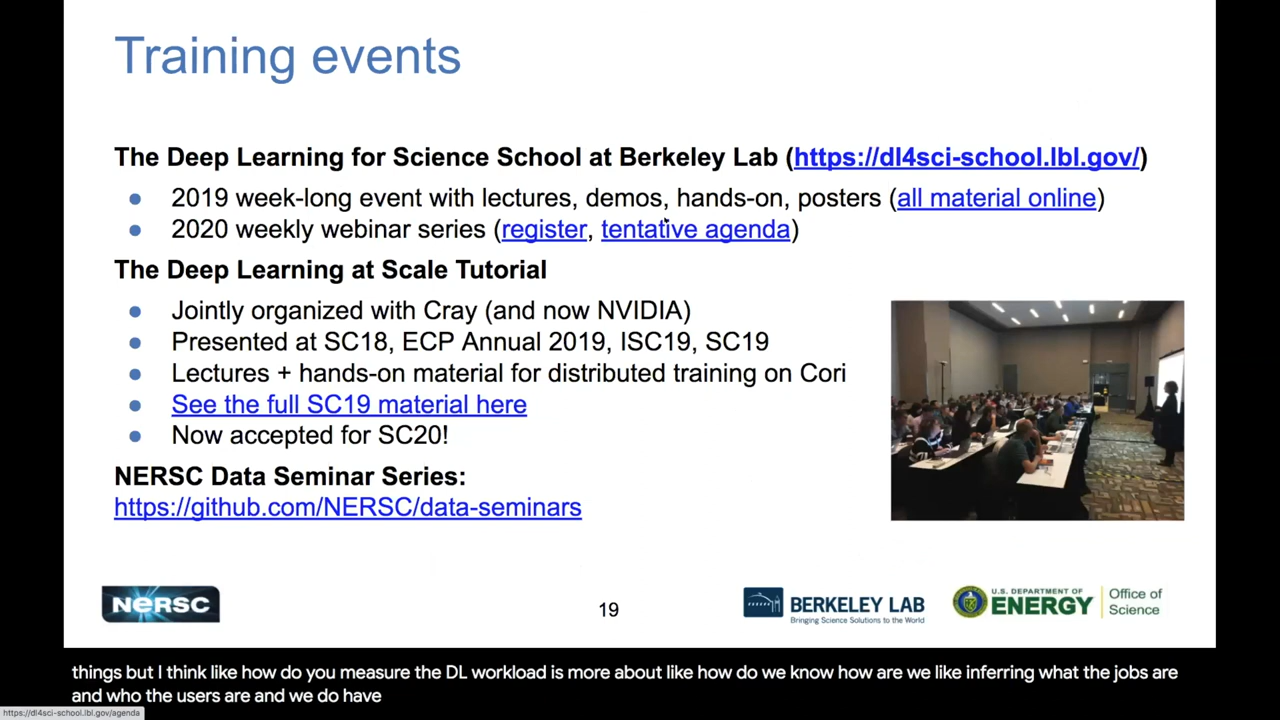 Training events
The Deep Learning for Science School at Berkeley Lab (https://dl4sci-school.lbl.gov/)
● 2019 week-long event with lectures, demos, hands-on, posters (all material online)
● 2020 weekly webinar series (register, tentative agenda)
The Deep Learning at Scale Tutorial
● Jointly organized with Cray (and now NVIDIA)
● Presented at SC18, ECP Annual 2019, ISC19, SC19
● Lectures + hands-on material for distributed training on Cori
● See the full SC19 material here
● Now accepted for SC20!
NERSC Data Seminar Series:
https://github.com/NERSC/data-seminars
NERSC
19
BERKELEY LAB
Bringing Science Solutions to the World
U.S. DEPARTMENT OF
ENERGY
Office of
Science
things but I think like how do you measure the DL workload is more about like how do we know how are we like inferring what the jobs are
and who the users are and we do have
https://dl4sci-school.lbl.gov/agenda